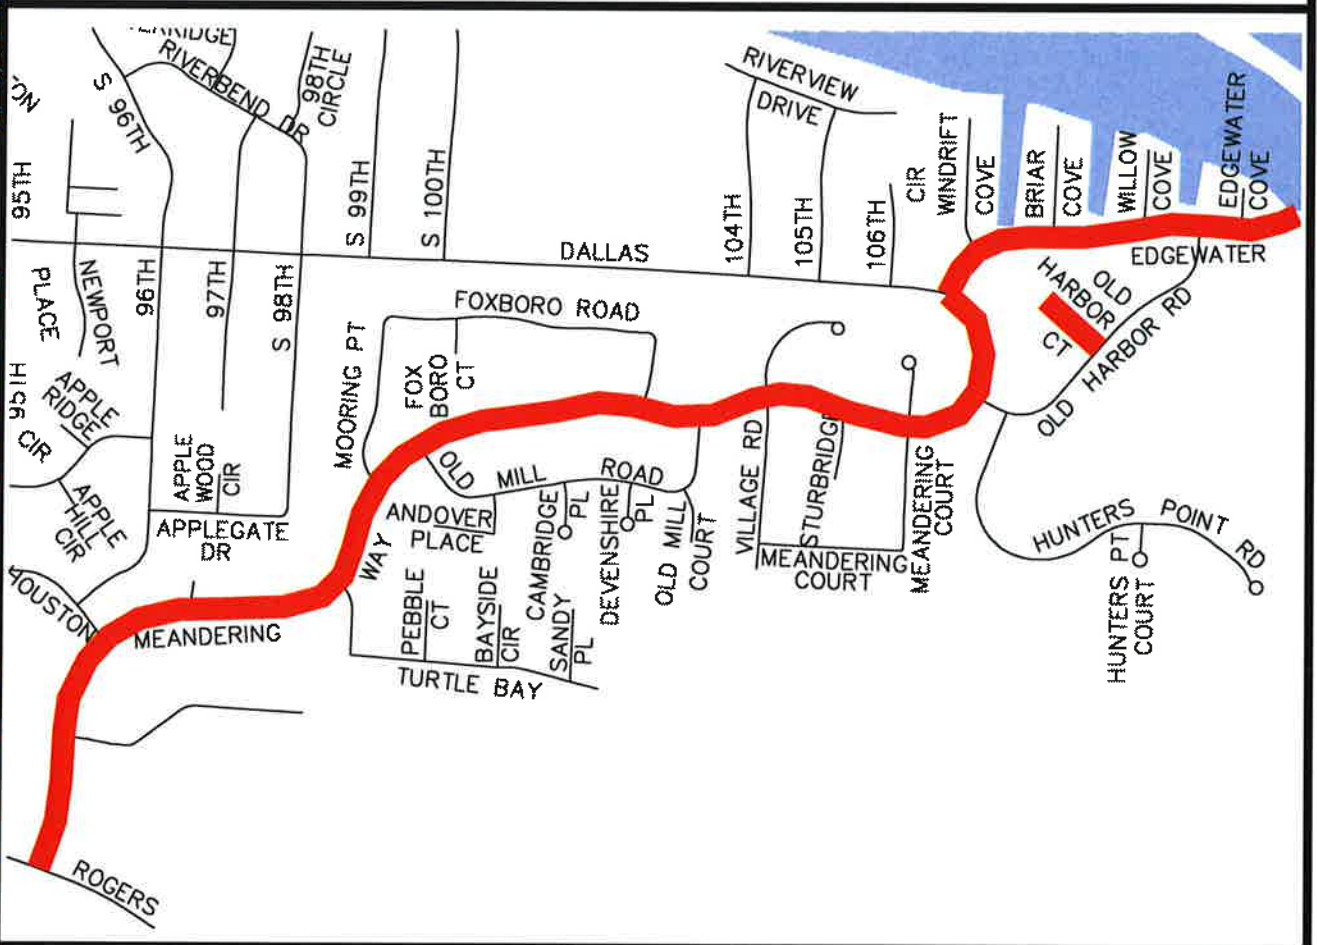 RIVERBEND DR
98TH
CIRCLE
S 96TH
95TH
S 99TH
S 100TH
RIVERVIEW
DRIVE
104TH
105TH
106TH
CIR
WINDRIFT
COVE
BRIAR
COVE
WILLOW
COVE
EDGEWATER
COVE
DALLAS
EDGEWATER
PLACE
NEWPORT
96TH
97TH
S 98TH
MOORING PT
FOXBORO ROAD
FOX
BORO
CT
OLD
HARBOR
CT
OLD HARBOR RD
95TH
CIR
APPLE
RIDGE
APPLE
HILL
CIR
APPLE
WOOD
CIR
APPLEGATE
DR
OLD MILL ROAD
ANDOVER
PLACE
CAMBRIDGE
PL
DEVENSHIRE
PL
OLD MILL
COURT
VILLAGE RD
STURBRIDGE
MEANDERING
COURT
MEANDERING
COURT
HUNTERS POINT RD
HUNTERS PT
COURT
HOUSTON
MEANDERING WAY
PEBBLE
CT
BAYSIDE
CIR
SANDY
PL
TURTLE BAY
ROGERS